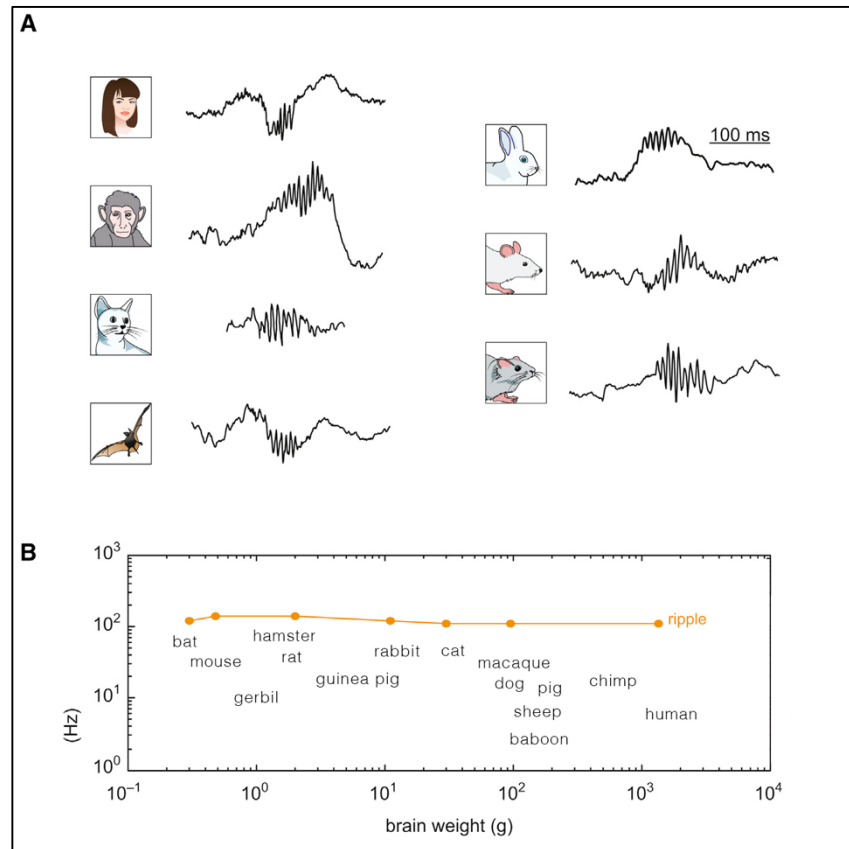 A
100 ms
B
10³
10²
10¹
10⁰
(Hz)
ripple
bat
hamster
mouse
rat
rabbit
cat
gerbil
guinea pig
macaque
dog
pig
chimp
sheep
human
baboon
10⁻¹
10⁰
10¹
10²
10³
10⁴
brain weight (g)